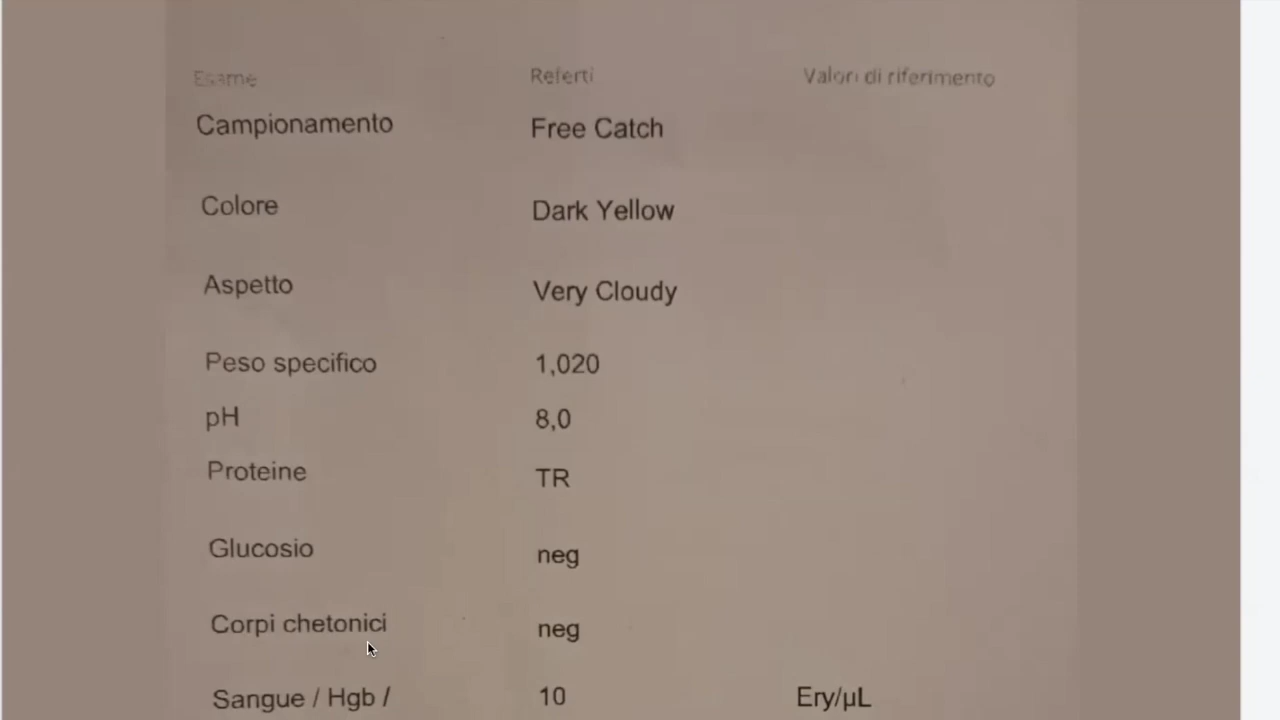 Esame Referti Valori di riferimento
Campionamento Free Catch
Colore Dark Yellow
Aspetto Very Cloudy
Peso specifico 1,020
pH 8,0
Proteine TR
Glucosio neg
Corpi chetonici neg
Sangue / Hgb / 10 Ery/µL